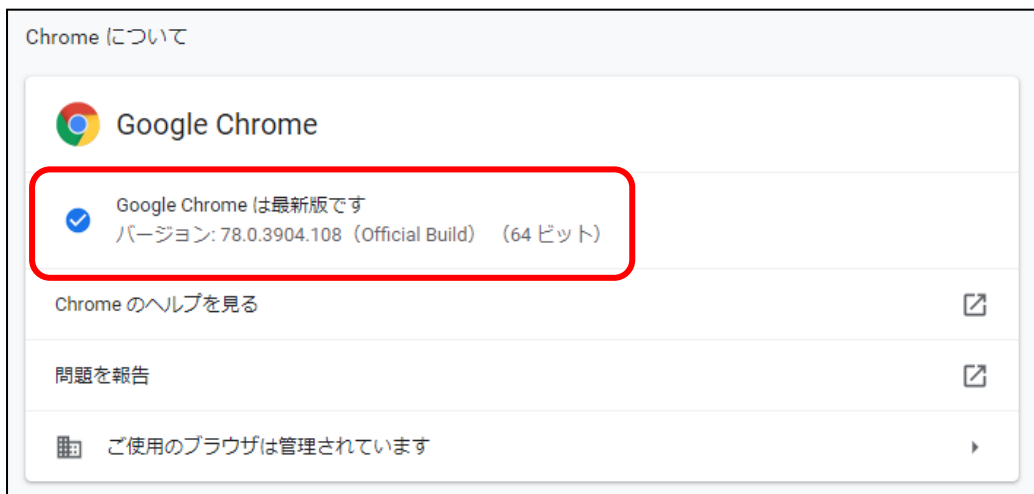 Chrome について
Google Chrome
Google Chrome は最新版です
バージョン: 78.0.3904.108（Official Build） （64 ビット）
Chrome のヘルプを見る
問題を報告
ご使用のブラウザは管理されています